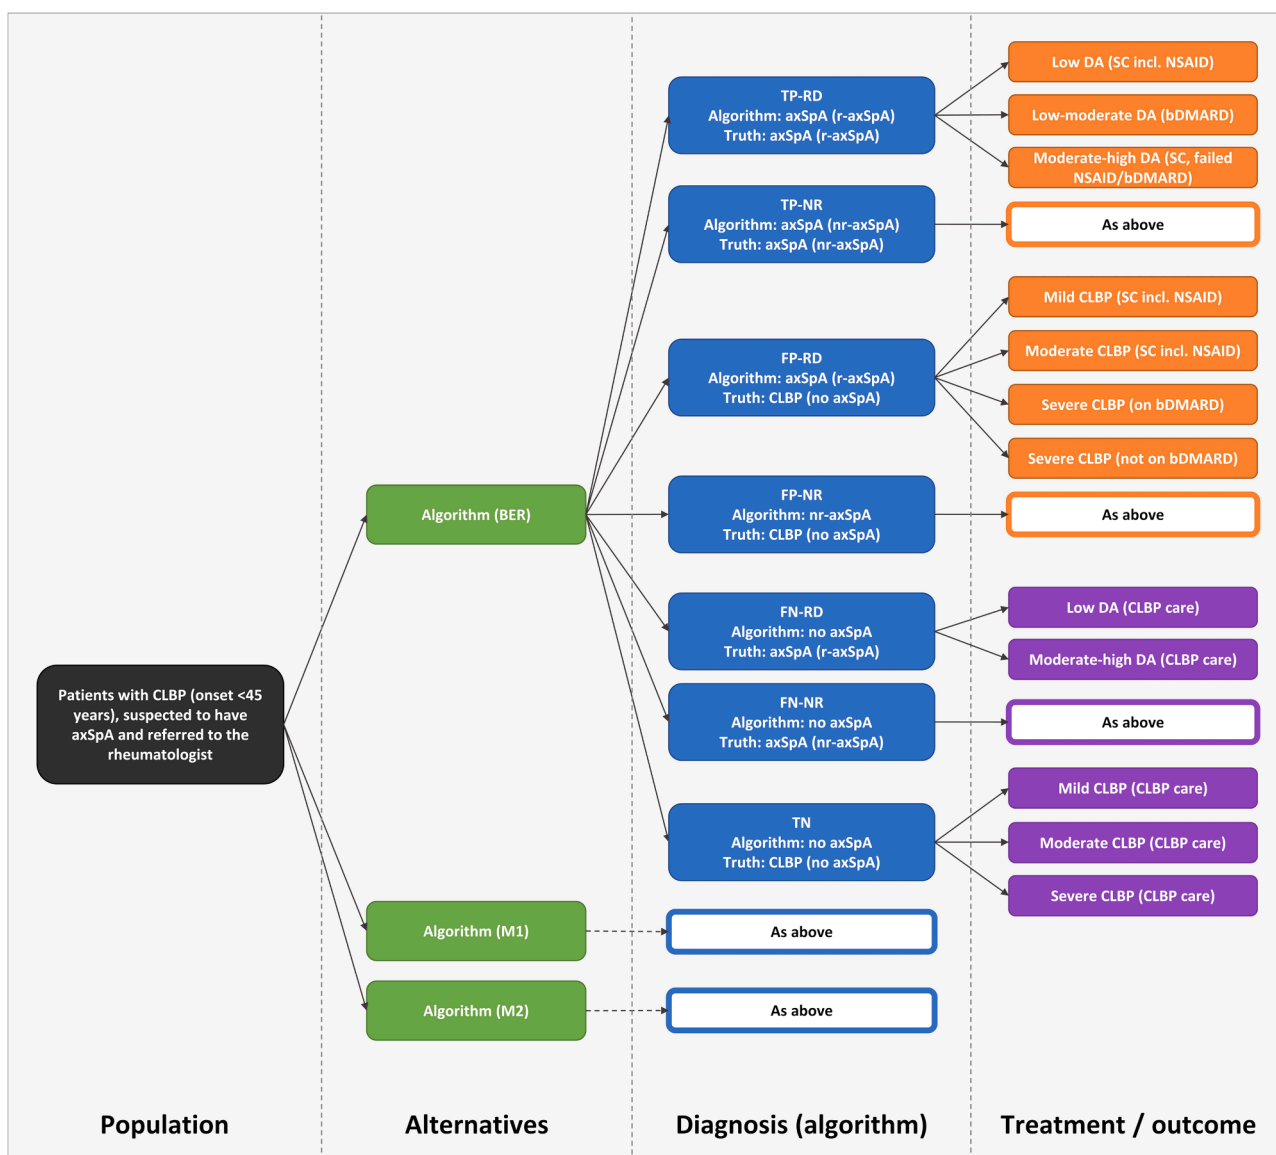 Patients with CLBP (onset <45
years), suspected to have
axSpA and referred to the
rheumatologist
Algorithm (BER)
Algorithm (M1)
Algorithm (M2)
TP-RD
Algorithm: axSpA (r-axSpA)
Truth: axSpA (r-axSpA)
TP-NR
Algorithm: axSpA (nr-axSpA)
Truth: axSpA (nr-axSpA)
FP-RD
Algorithm: axSpA (r-axSpA)
Truth: CLBP (no axSpA)
FP-NR
Algorithm: nr-axSpA
Truth: CLBP (no axSpA)
FN-RD
Algorithm: no axSpA
Truth: axSpA (r-axSpA)
FN-NR
Algorithm: no axSpA
Truth: axSpA (nr-axSpA)
TN
Algorithm: no axSpA
Truth: CLBP (no axSpA)
As above
As above
Low DA (SC incl. NSAID)
Low-moderate DA (bDMARD)
Moderate-high DA (SC, failed
NSAID/bDMARD)
As above
Mild CLBP (SC incl. NSAID)
Moderate CLBP (SC incl. NSAID)
Severe CLBP (on bDMARD)
Severe CLBP (not on bDMARD)
As above
Low DA (CLBP care)
Moderate-high DA (CLBP care)
As above
Mild CLBP (CLBP care)
Moderate CLBP (CLBP care)
Severe CLBP (CLBP care)
Population
Alternatives
Diagnosis (algorithm)
Treatment / outcome